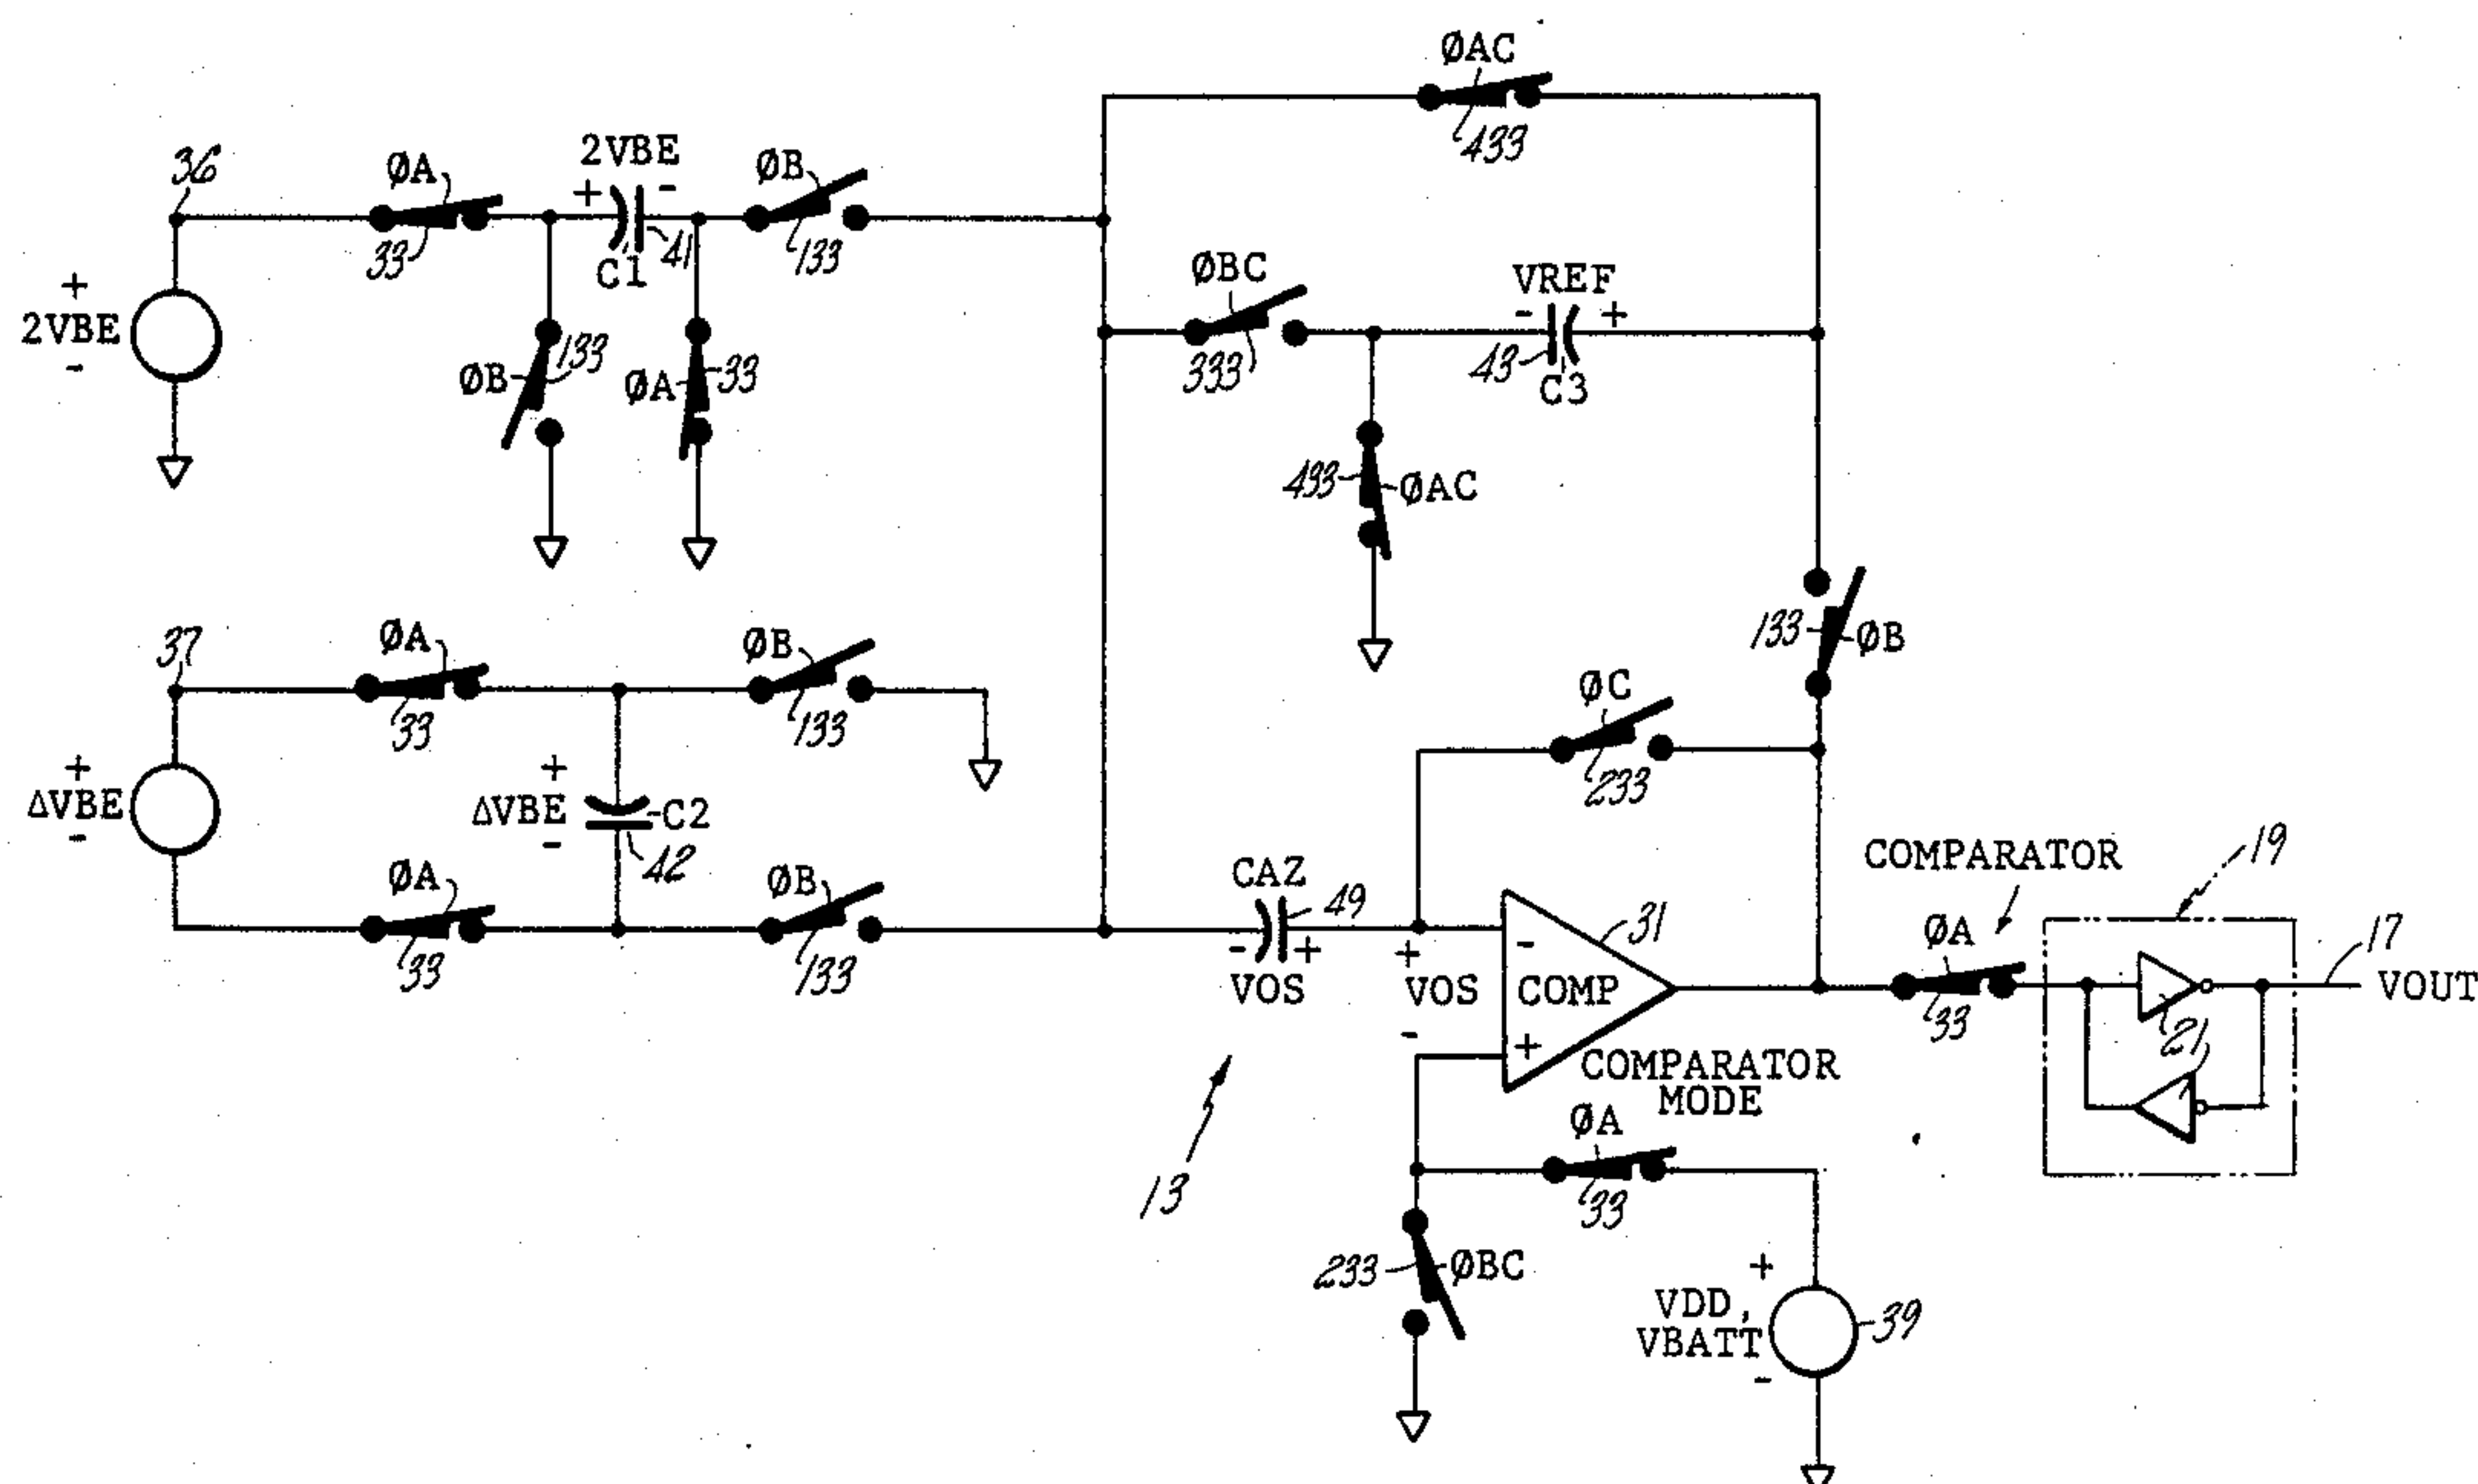 ØAC
433
36
ØA
33
2VBE
+ -
C1
41
ØB
133
+
2VBE
-
ØB
133
ØA
33
ØBC
333
VREF
- +
43
C3
433
ØAC
133
ØB
37
ØA
33
ØB
133
+
ΔVBE
-
+
ΔVBE
-
C2
42
ØA
33
ØB
133
ØC
233
CAZ
49
- +
VOS
+
VOS
-
-
COMP
+
31
COMPARATOR
MODE
COMPARATOR
ØA
33
19
17
VOUT
21
13
ØA
33
233
ØBC
+
VDD,
VBATT
-
39